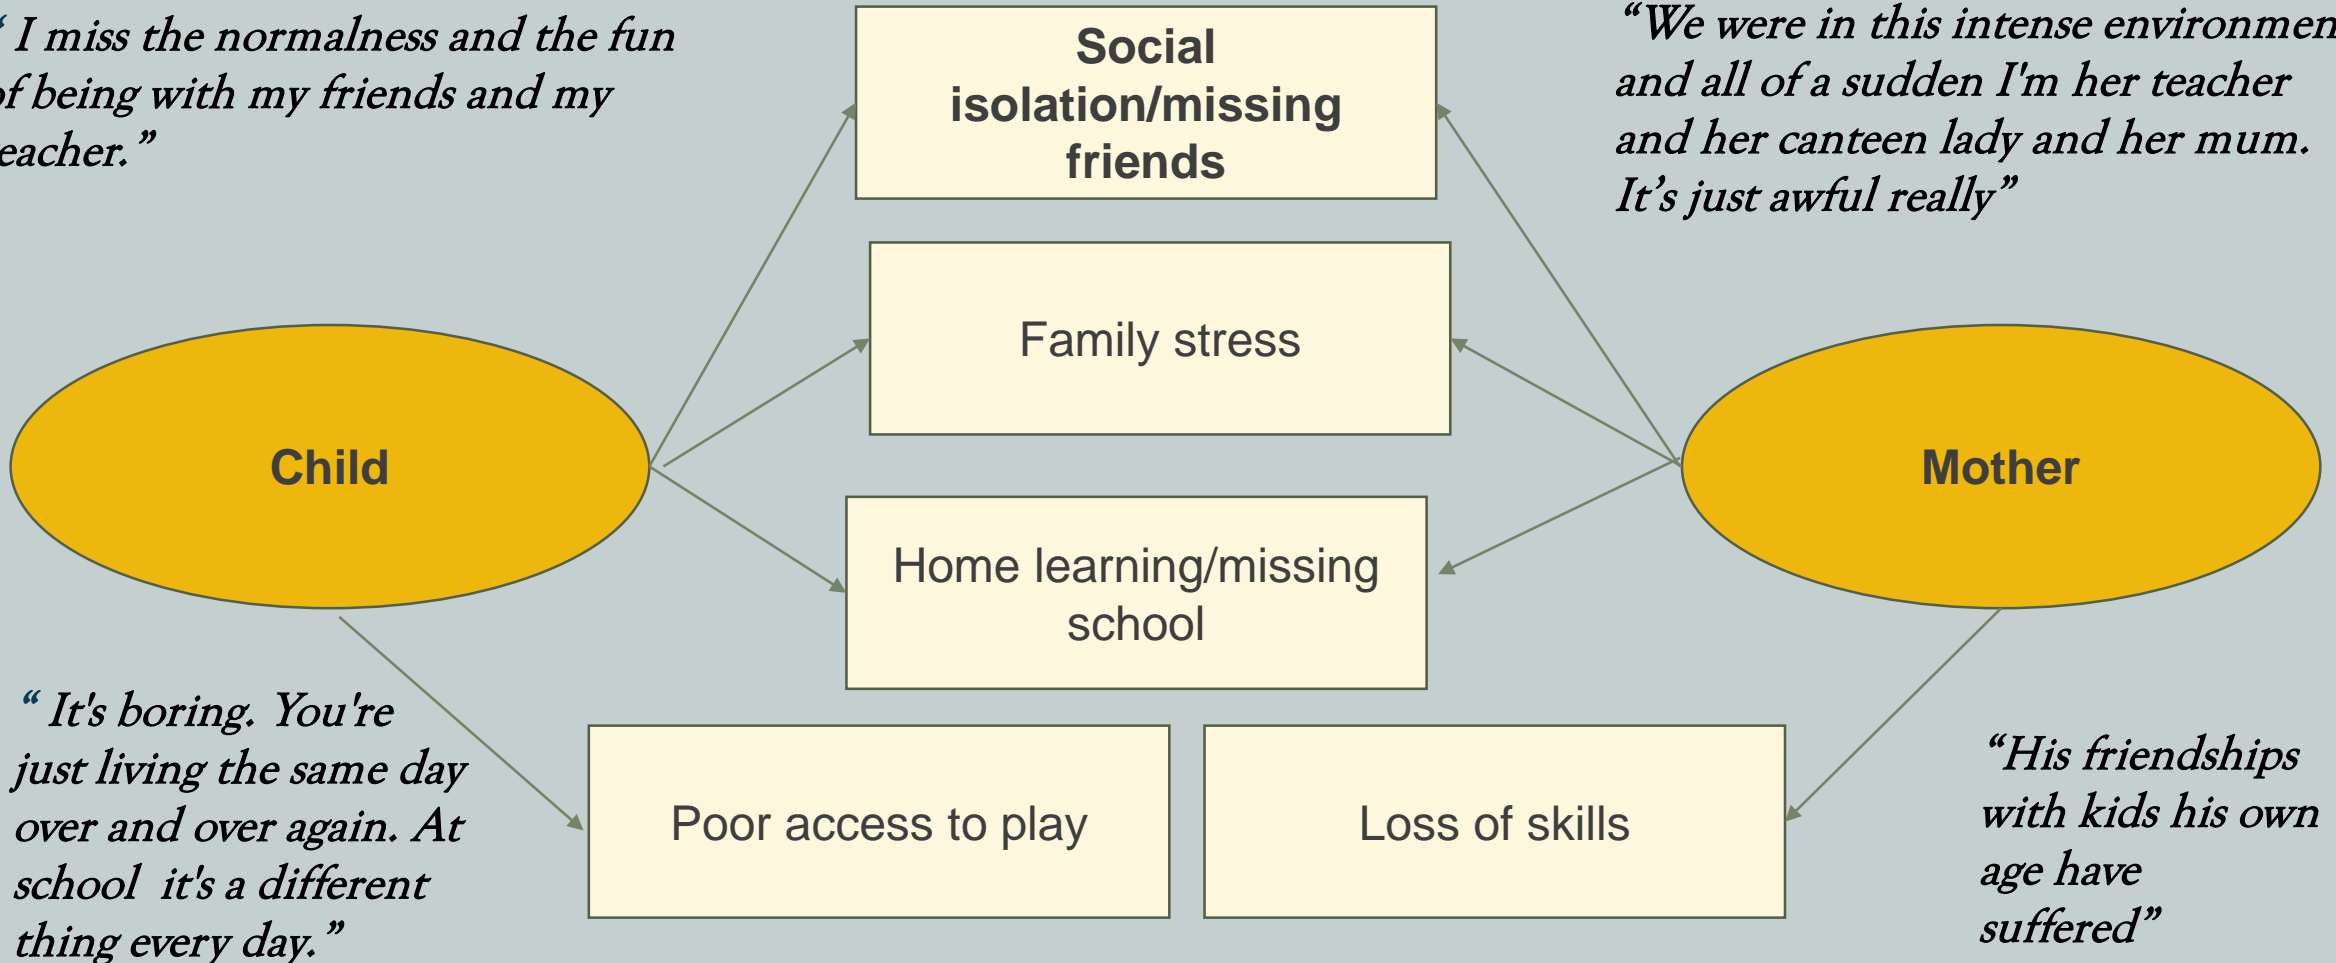 “ I miss the normalness and the fun
of being with my friends and my
teacher.”
Social
isolation/missing
friends
“We were in this intense environmen
and all of a sudden I'm her teacher
and her canteen lady and her mum.
It’s just awful really”
Family stress
Child
Mother
Home learning/missing
school
“ It's boring. You're
just living the same day
over and over again. At
school  it's a different
thing every day.”
Poor access to play
Loss of skills
“His friendships
with kids his own
age have
suffered”